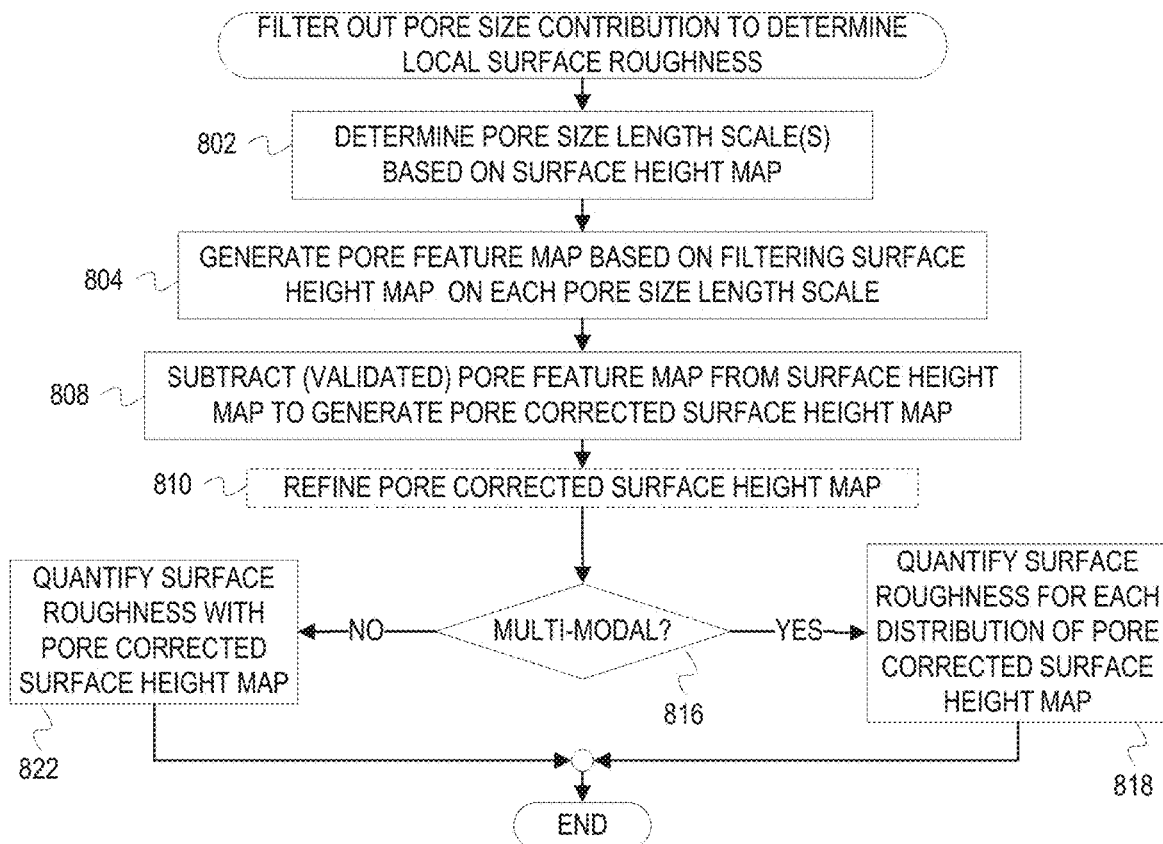 FILTER OUT PORE SIZE CONTRIBUTION TO DETERMINE
LOCAL SURFACE ROUGHNESS
802
DETERMINE PORE SIZE LENGTH SCALE(S)
BASED ON SURFACE HEIGHT MAP
804
GENERATE PORE FEATURE MAP BASED ON FILTERING SURFACE
HEIGHT MAP ON EACH PORE SIZE LENGTH SCALE
808
SUBTRACT (VALIDATED) PORE FEATURE MAP FROM SURFACE HEIGHT
MAP TO GENERATE PORE CORRECTED SURFACE HEIGHT MAP
810
REFINE PORE CORRECTED SURFACE HEIGHT MAP
QUANTIFY SURFACE
ROUGHNESS WITH
PORE CORRECTED
SURFACE HEIGHT MAP
822
NO
MULTI-MODAL?
816
YES
QUANTIFY SURFACE
ROUGHNESS FOR EACH
DISTRIBUTION OF PORE
CORRECTED SURFACE
HEIGHT MAP
818
END